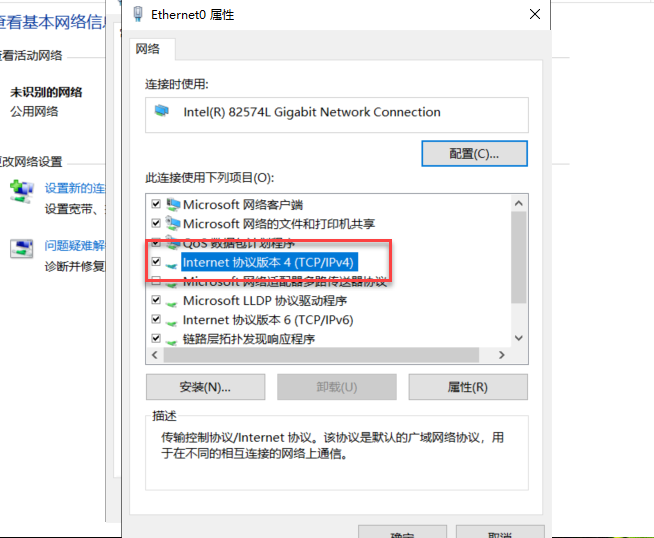 Ethernet0 属性
查看基本网络信息
网络
查看活动网络
连接时使用:
未识别的网络
公用网络
Intel(R) 82574L Gigabit Network Connection
配置(C)...
更改网络设置
此连接使用下列项目(O):
设置新的连
设置宽带、
Microsoft 网络客户端
Microsoft 网络的文件和打印机共享
QoS 数据包计划程序
问题疑难解
诊断并修复
Internet 协议版本 4 (TCP/IPv4)
Microsoft 网络适配器多路传送器协议
Microsoft LLDP 协议驱动程序
Internet 协议版本 6 (TCP/IPv6)
链路层拓扑发现响应程序
安装(N)...
卸载(U)
属性(R)
描述
传输控制协议/Internet 协议。该协议是默认的广域网络协议，用
于在不同的相互连接的网络上通信。
确定
取消